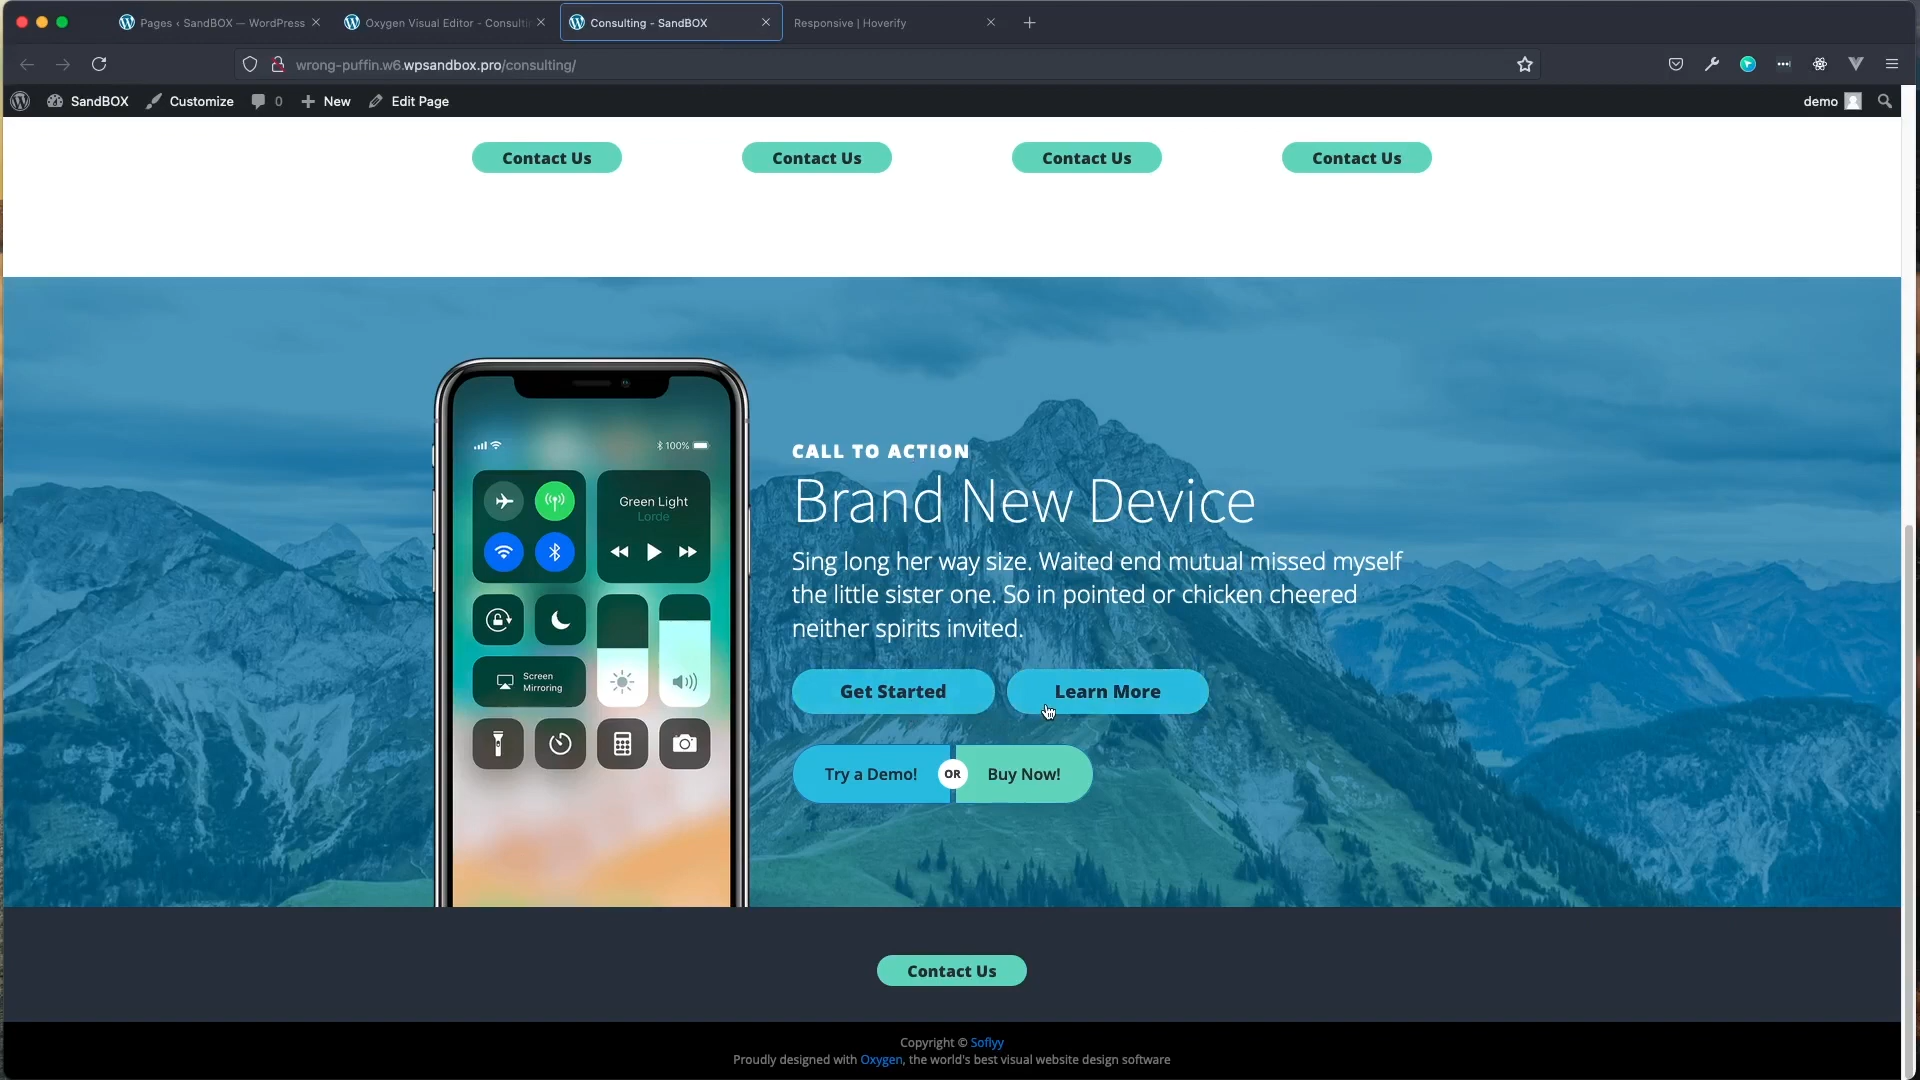 Pages ‹ SandBOX — WordPress
Oxygen Visual Editor - Consulti
Consulting - SandBOX
Responsive | Hoverify
wrong-puffin.w6.wpsandbox.pro/consulting/
SandBOX
Customize
0
New
Edit Page
demo
Contact Us
Contact Us
Contact Us
Contact Us
100%
Green Light
Lorde
Screen
Mirroring
CALL TO ACTION
Brand New Device
Sing long her way size. Waited end mutual missed myself
the little sister one. So in pointed or chicken cheered
neither spirits invited.
Get Started
Learn More
Try a Demo!
OR
Buy Now!
Contact Us
Copyright © Soflyy
Proudly designed with Oxygen, the world's best visual website design software